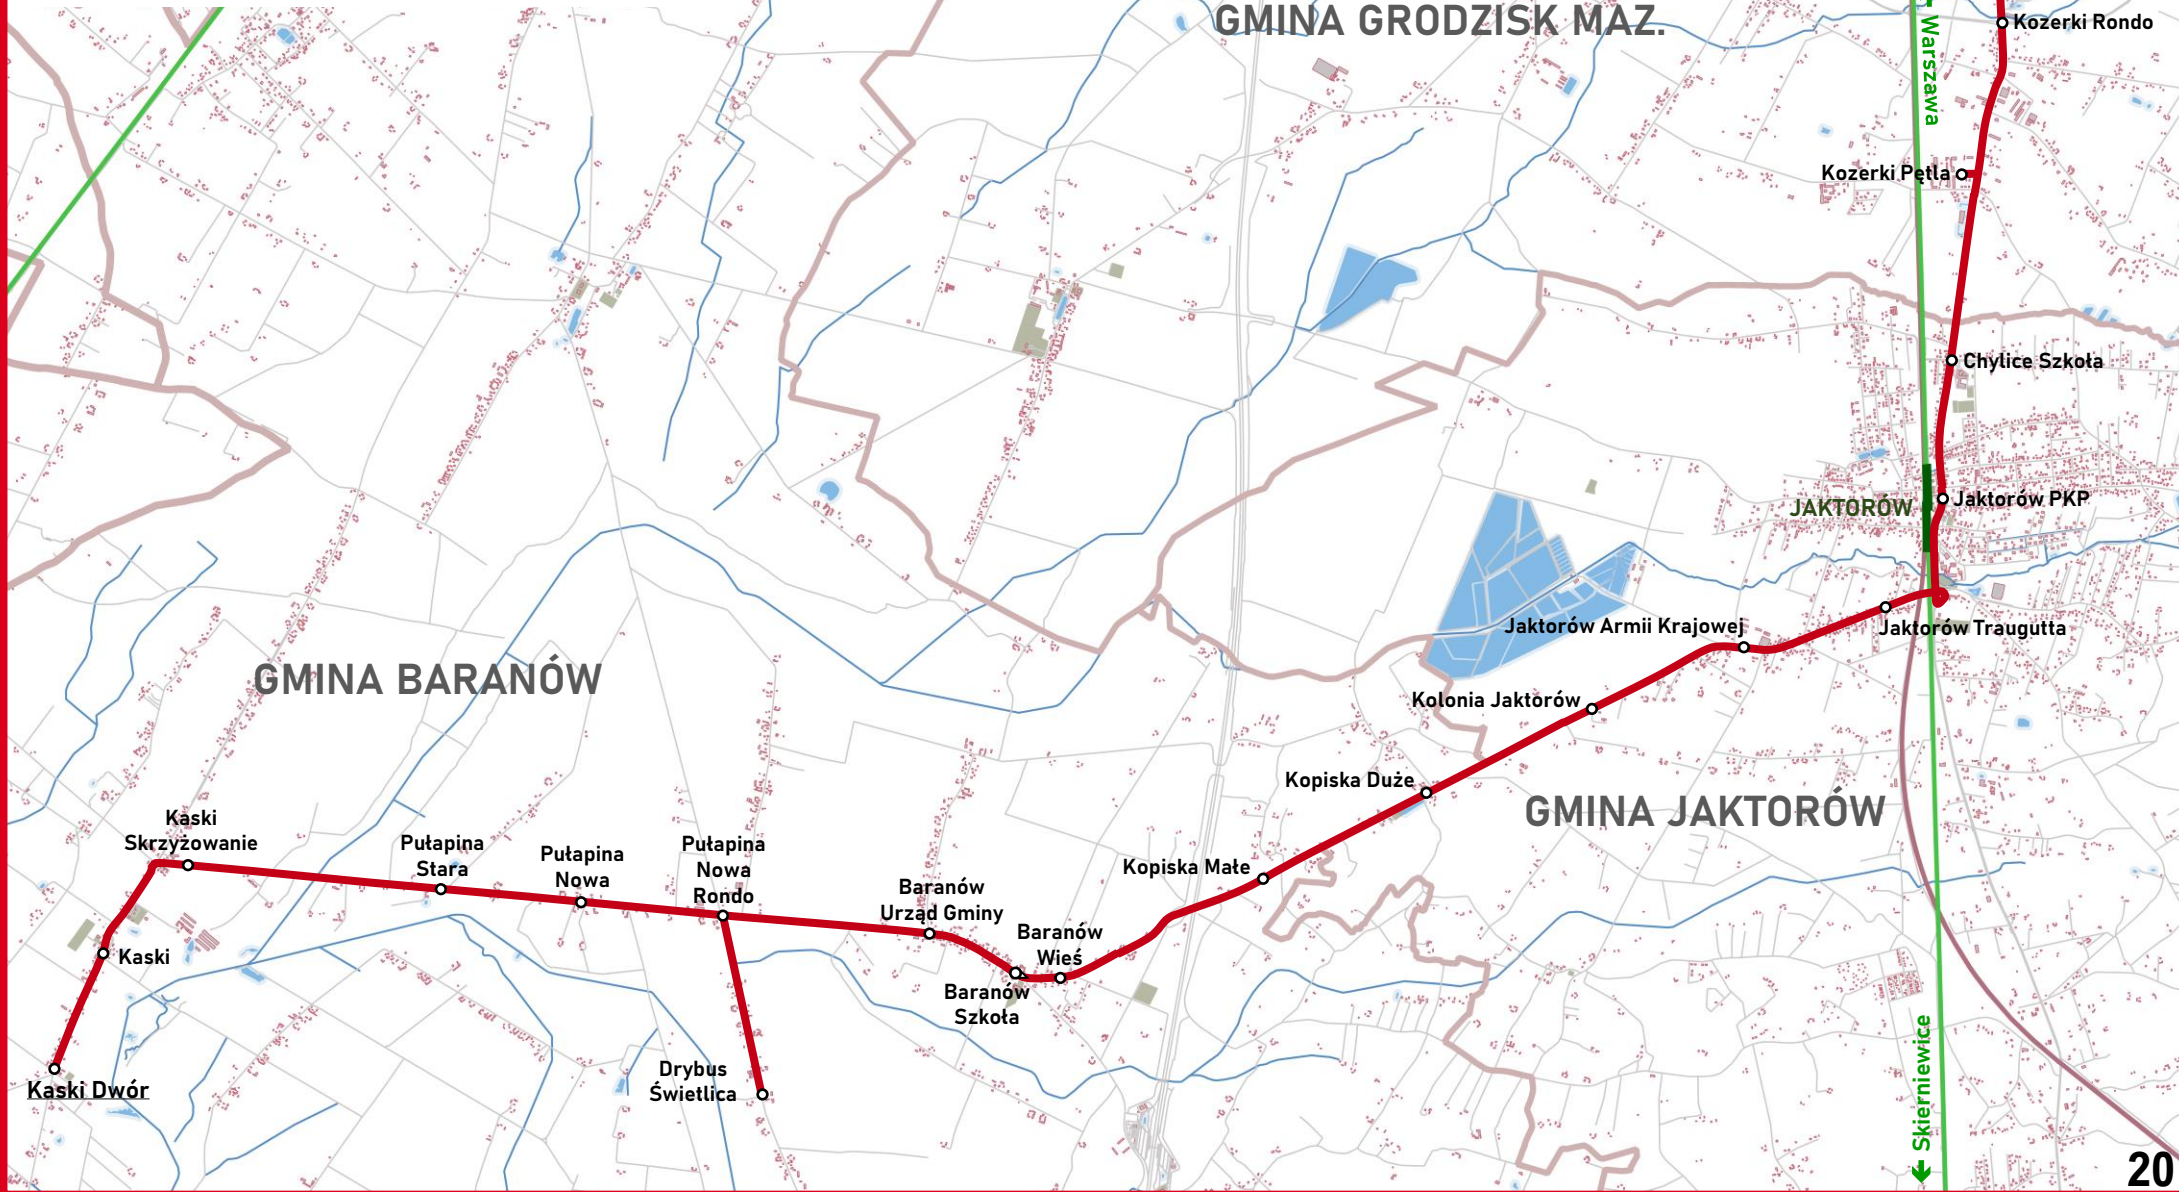 GMINA GRODZISK MAZ.
Warszawa
Kozerki Rondo
Kozerki Pętla
Chylice Szkoła
JAKTORÓW
Jaktorów PKP
Jaktorów Armii Krajowej
Jaktorów Traugutta
GMINA BARANÓW
Kolonia Jaktorów
Kopiska Duże
GMINA JAKTORÓW
Kaski
Skrzyżowanie
Pułapina
Stara
Pułapina
Nowa
Pułapina
Nowa
Rondo
Kopiska Małe
Baranów
Urząd Gminy
Baranów
Wieś
Kaski
Baranów
Szkoła
Drybus
Świetlica
Kaski Dwór
Skierniewice
20